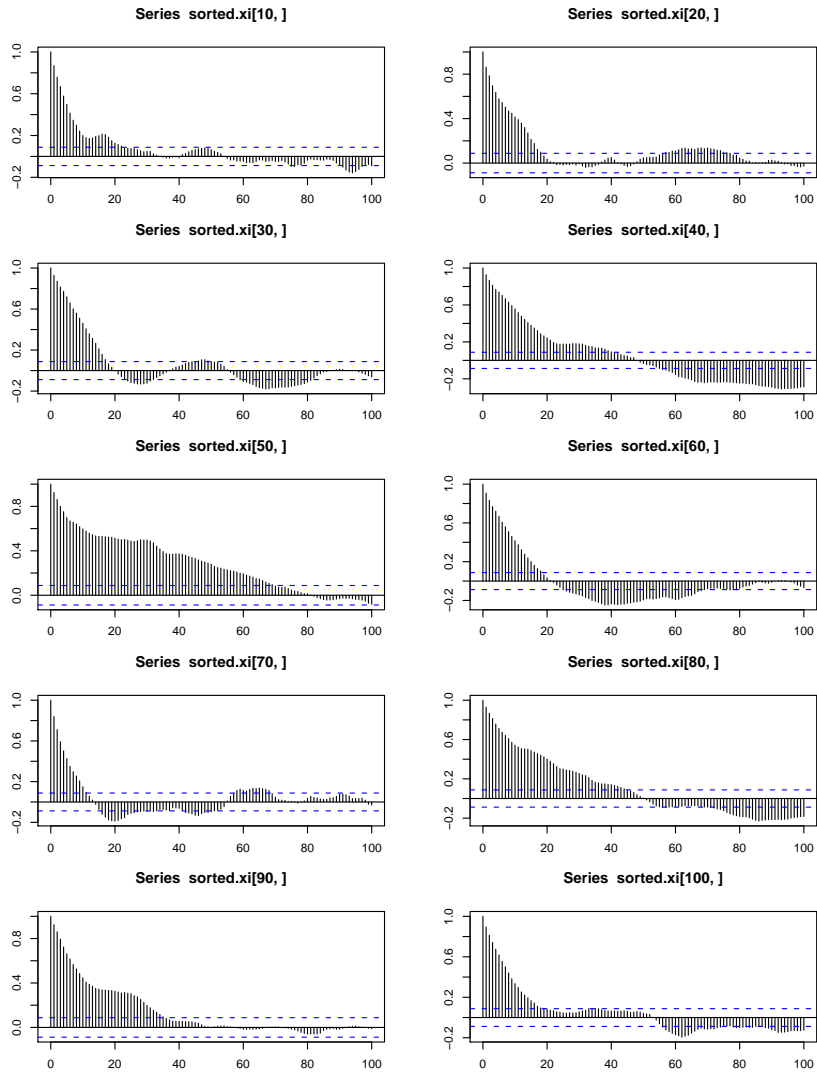 Series sorted.xi[10, ]
1.0
0.6
0.2
−0.2
0 20 40 60 80 100
Series sorted.xi[20, ]
0.8
0.4
0.0
0 20 40 60 80 100
Series sorted.xi[30, ]
1.0
0.6
0.2
−0.2
0 20 40 60 80 100
Series sorted.xi[40, ]
1.0
0.6
0.2
−0.2
0 20 40 60 80 100
Series sorted.xi[50, ]
0.8
0.4
0.0
0 20 40 60 80 100
Series sorted.xi[60, ]
1.0
0.6
0.2
−0.2
0 20 40 60 80 100
Series sorted.xi[70, ]
1.0
0.6
0.2
−0.2
0 20 40 60 80 100
Series sorted.xi[80, ]
1.0
0.6
0.2
−0.2
0 20 40 60 80 100
Series sorted.xi[90, ]
0.8
0.4
0.0
0 20 40 60 80 100
Series sorted.xi[100, ]
1.0
0.6
0.2
−0.2
0 20 40 60 80 100